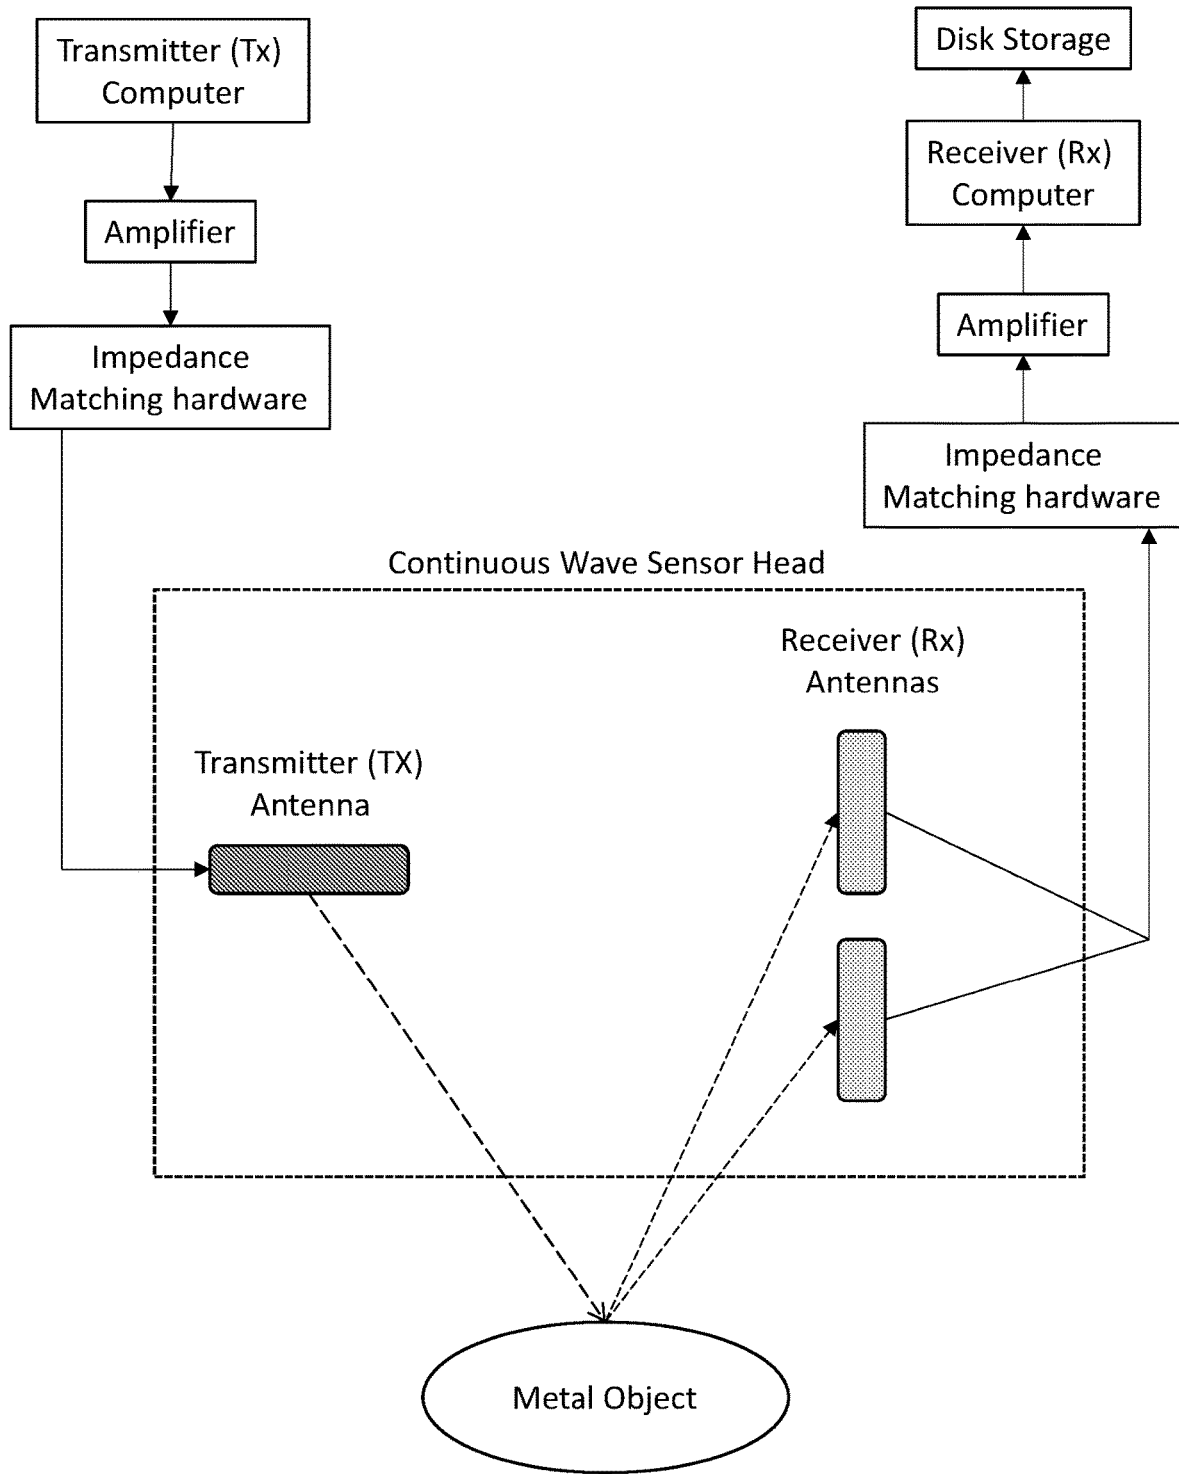 Transmitter (Tx)
Computer
Amplifier
Impedance
Matching hardware
Disk Storage
Receiver (Rx)
Computer
Amplifier
Impedance
Matching hardware
Continuous Wave Sensor Head
Receiver (Rx)
Antennas
Transmitter (TX)
Antenna
Metal Object